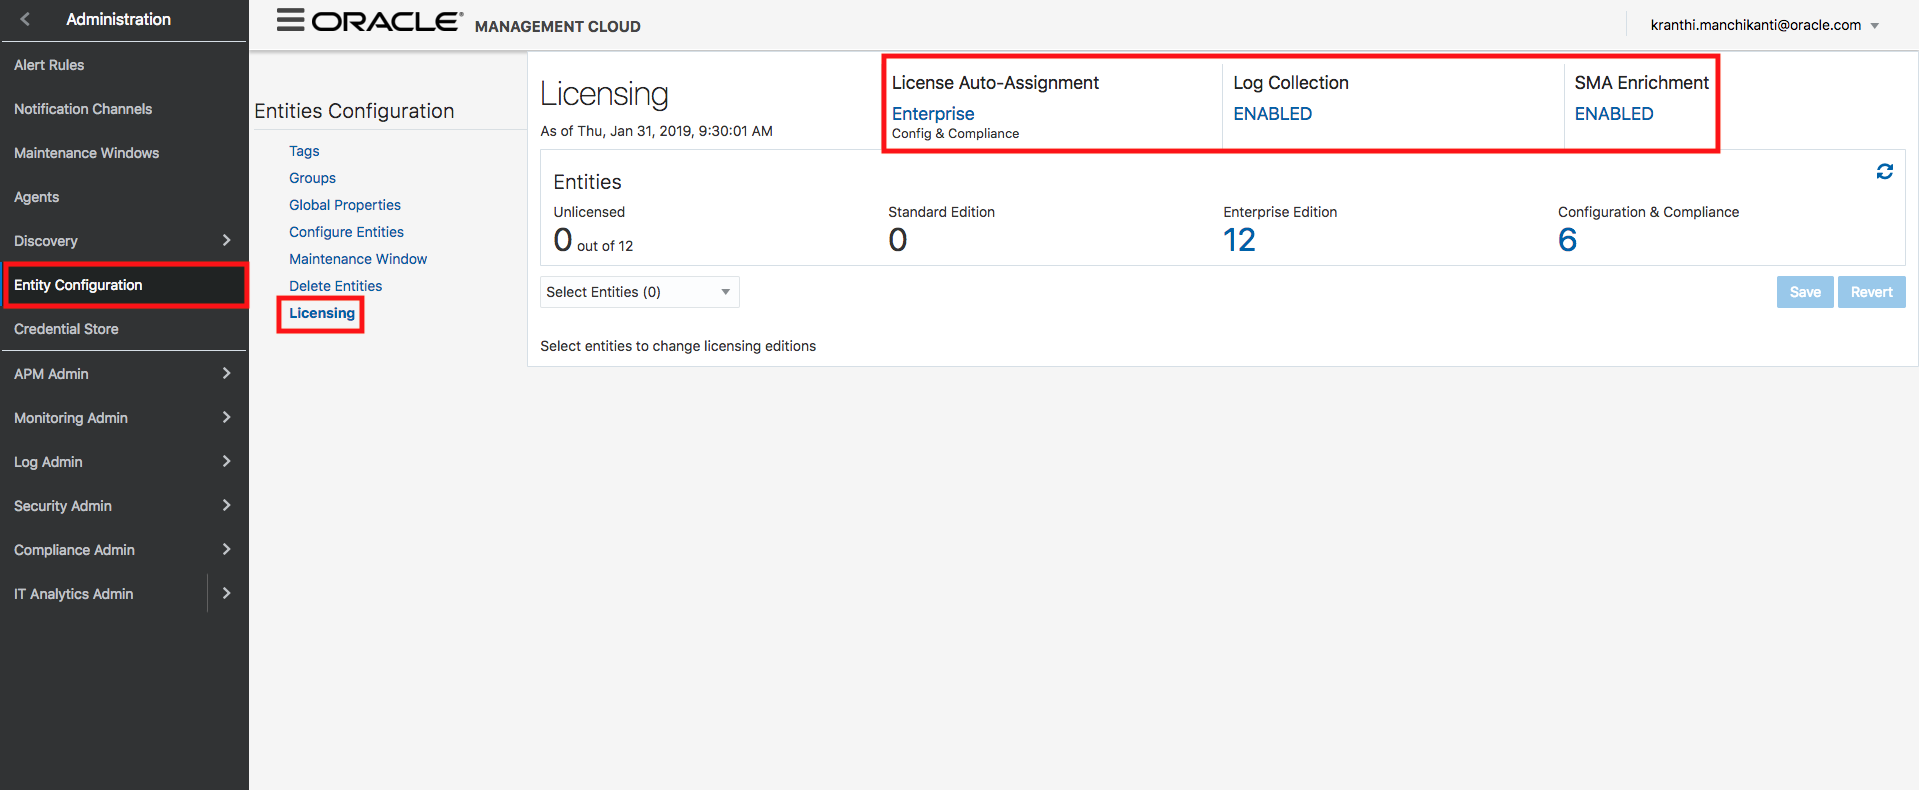 Administration
Alert Rules
Notification Channels
Maintenance Windows
Agents
Discovery
Entity Configuration
Credential Store
APM Admin
Monitoring Admin
Log Admin
Security Admin
Compliance Admin
IT Analytics Admin
ORACLE® MANAGEMENT CLOUD
kranthi.manchikanti@oracle.com
Entities Configuration
Tags
Groups
Global Properties
Configure Entities
Maintenance Window
Delete Entities
Licensing
Licensing
As of Thu, Jan 31, 2019, 9:30:01 AM
License Auto-Assignment
Enterprise
Config & Compliance
Log Collection
ENABLED
SMA Enrichment
ENABLED
Entities
Unlicensed
0 out of 12
Standard Edition
0
Enterprise Edition
12
Configuration & Compliance
6
Select Entities (0)
Save
Revert
Select entities to change licensing editions